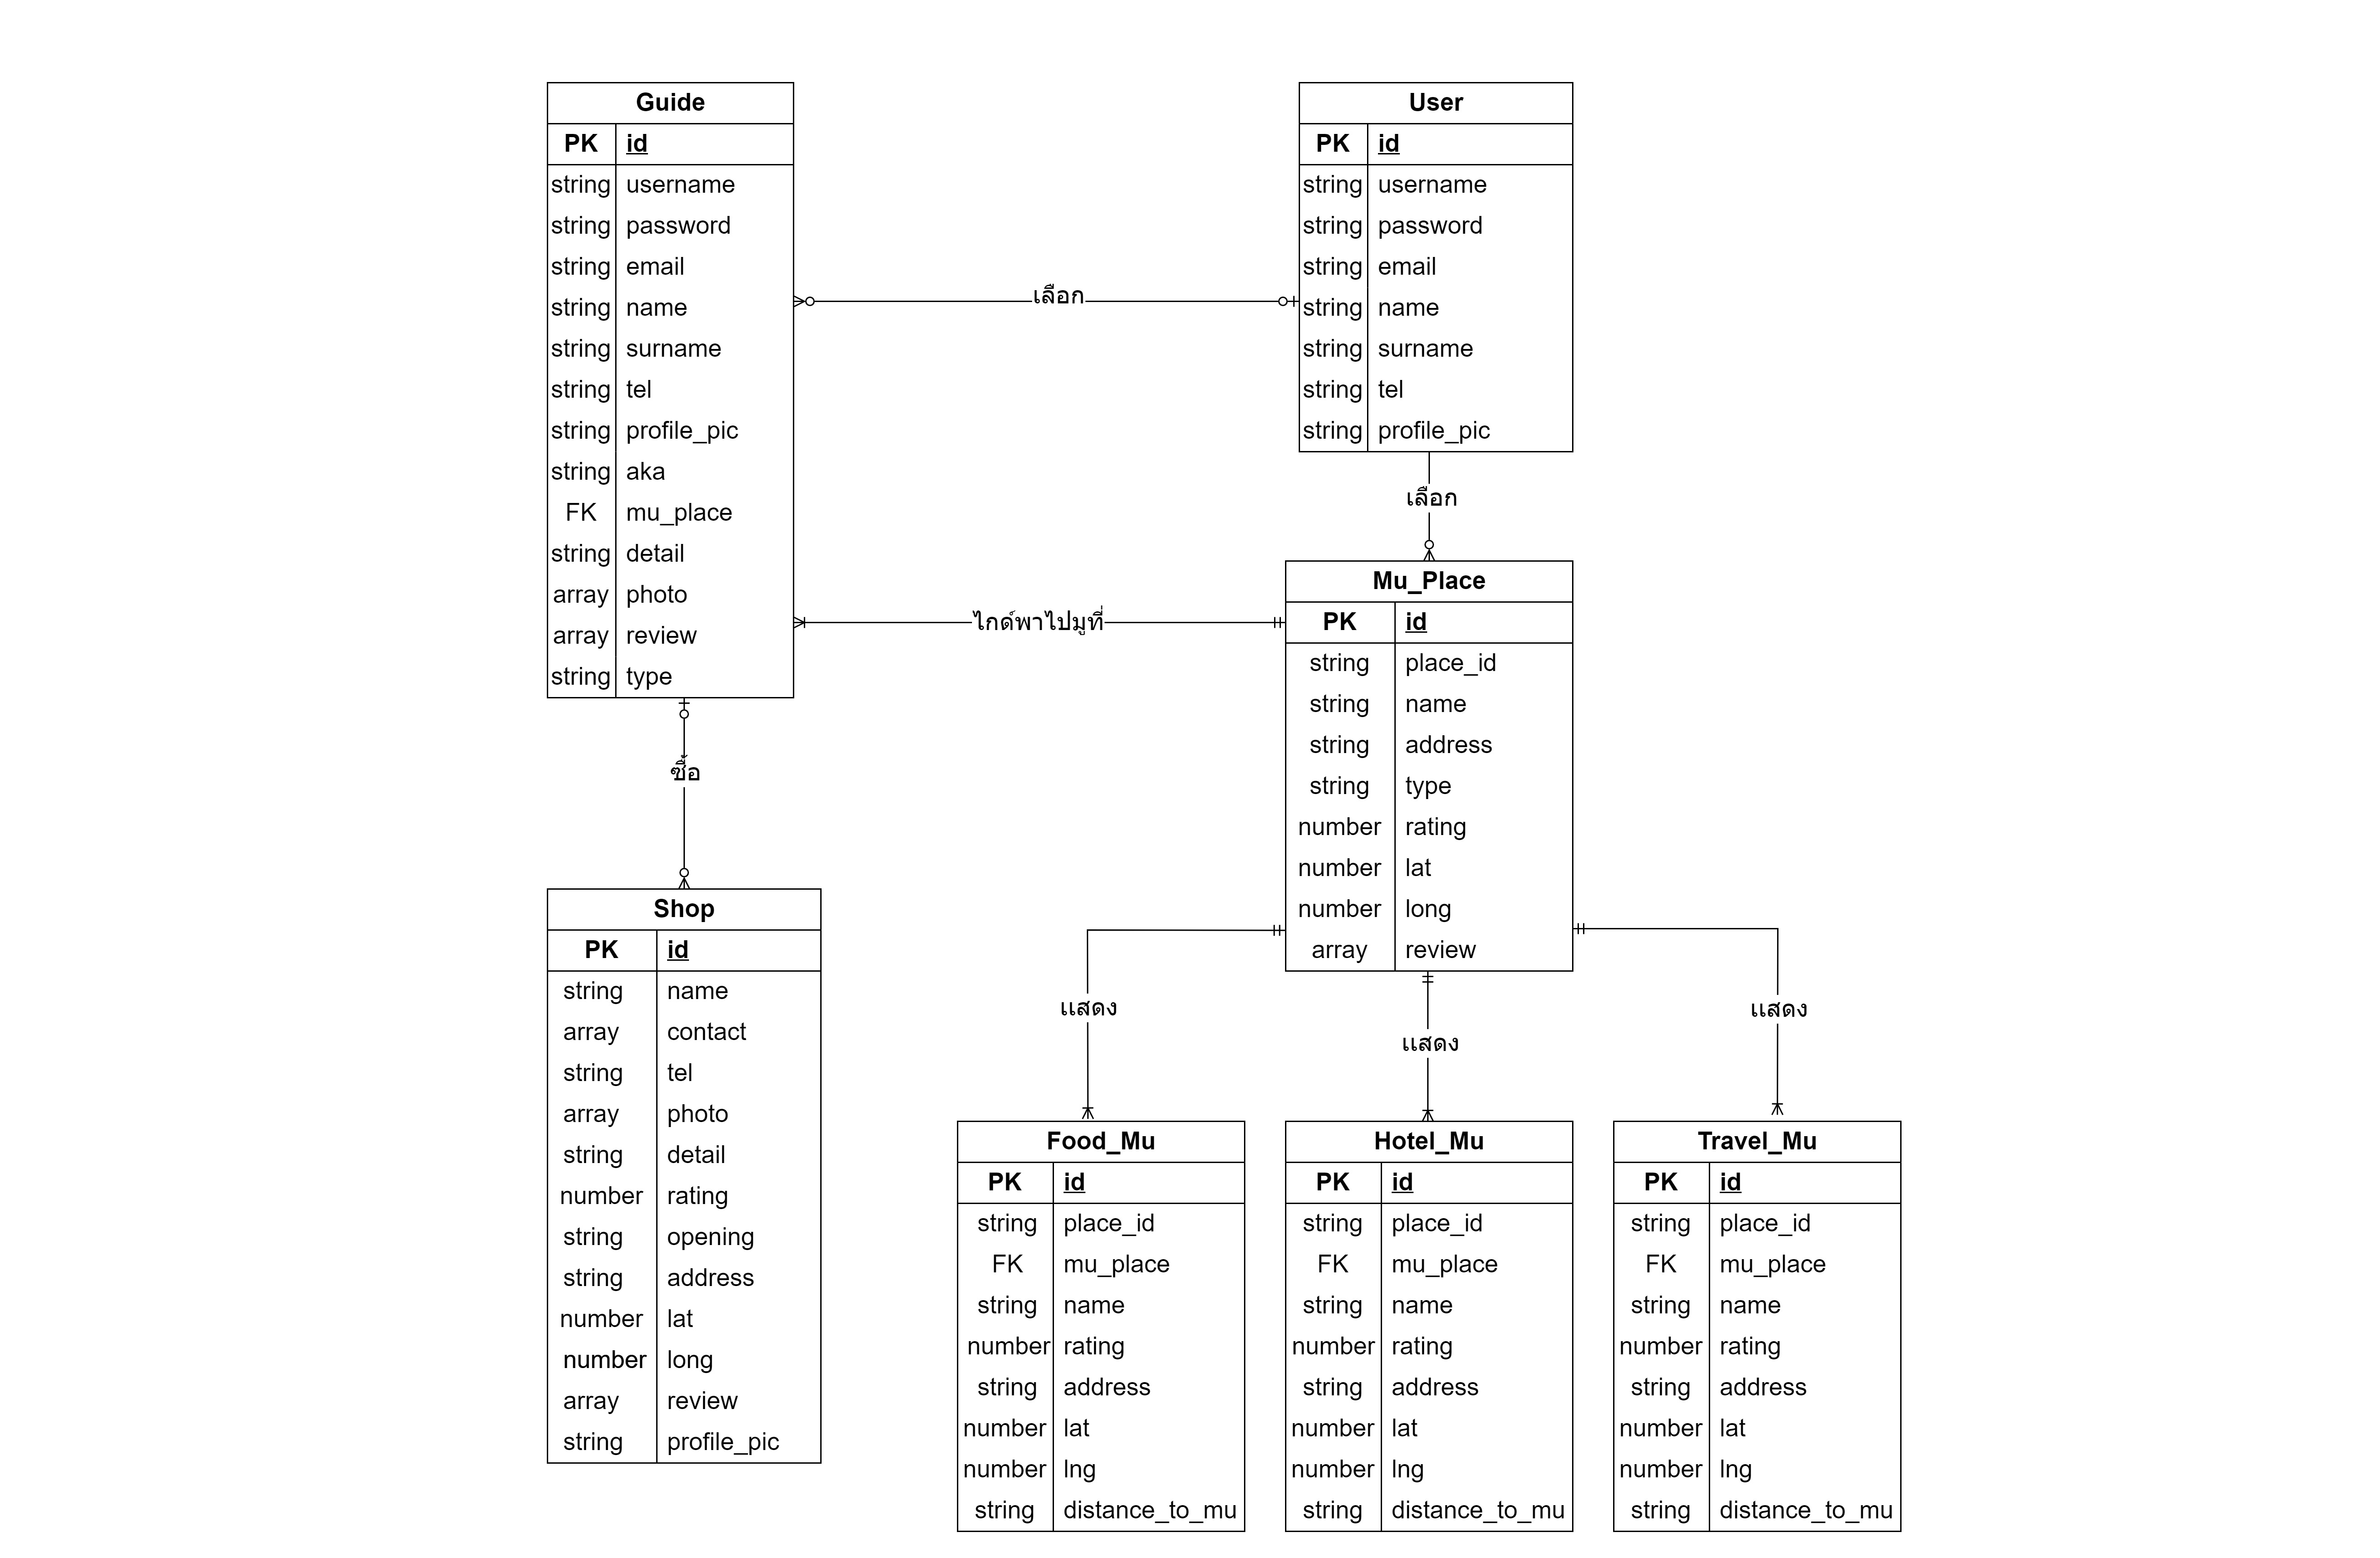 Guide
PK id
string username
string password
string email
string name
string surname
string tel
string profile_pic
string aka
FK mu_place
string detail
array photo
array review
string type
เลือก
User
PK id
string username
string password
string email
string name
string surname
string tel
string profile_pic
เลือก
ไกด์พาไปมูที่
Mu_Place
PK id
string place_id
string name
string address
string type
number rating
number lat
number long
array review
ซื้อ
Shop
PK id
string name
array contact
string tel
array photo
string detail
number rating
string opening
string address
number lat
number long
array review
string profile_pic
แสดง
แสดง
แสดง
Food_Mu
PK id
string place_id
FK mu_place
string name
number rating
string address
number lat
number lng
string distance_to_mu
Hotel_Mu
PK id
string place_id
FK mu_place
string name
number rating
string address
number lat
number lng
string distance_to_mu
Travel_Mu
PK id
string place_id
FK mu_place
string name
number rating
string address
number lat
number lng
string distance_to_mu